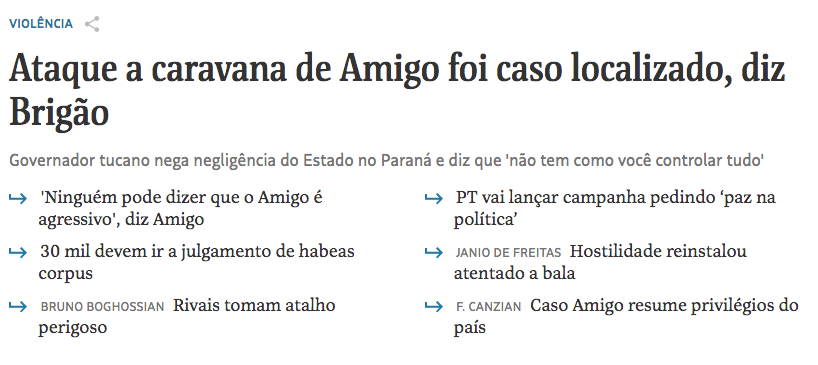 VIOLÊNCIA
Ataque a caravana de Amigo foi caso localizado, diz
Brigão
Governador tucano nega negligência do Estado no Paraná e diz que 'não tem como você controlar tudo'
'Ninguém pode dizer que o Amigo é
agressivo', diz Amigo
30 mil devem ir a julgamento de habeas
corpus
BRUNO BOGHOSSIAN Rivais tomam atalho
perigoso
PT vai lançar campanha pedindo ‘paz na
política’
JANIO DE FREITAS Hostilidade reinstalou
atentado a bala
F. CANZIAN Caso Amigo resume privilégios do
país